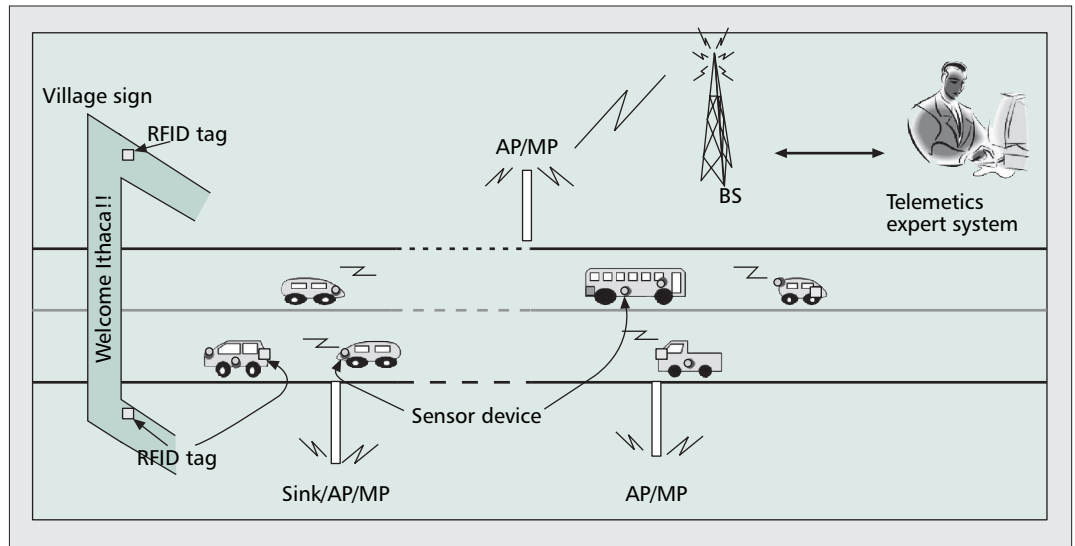 Village sign
RFID tag
AP/MP
BS
Telemetics
expert system
Welcome Ithaca!!
Sensor device
RFID tag
Sink/AP/MP
AP/MP